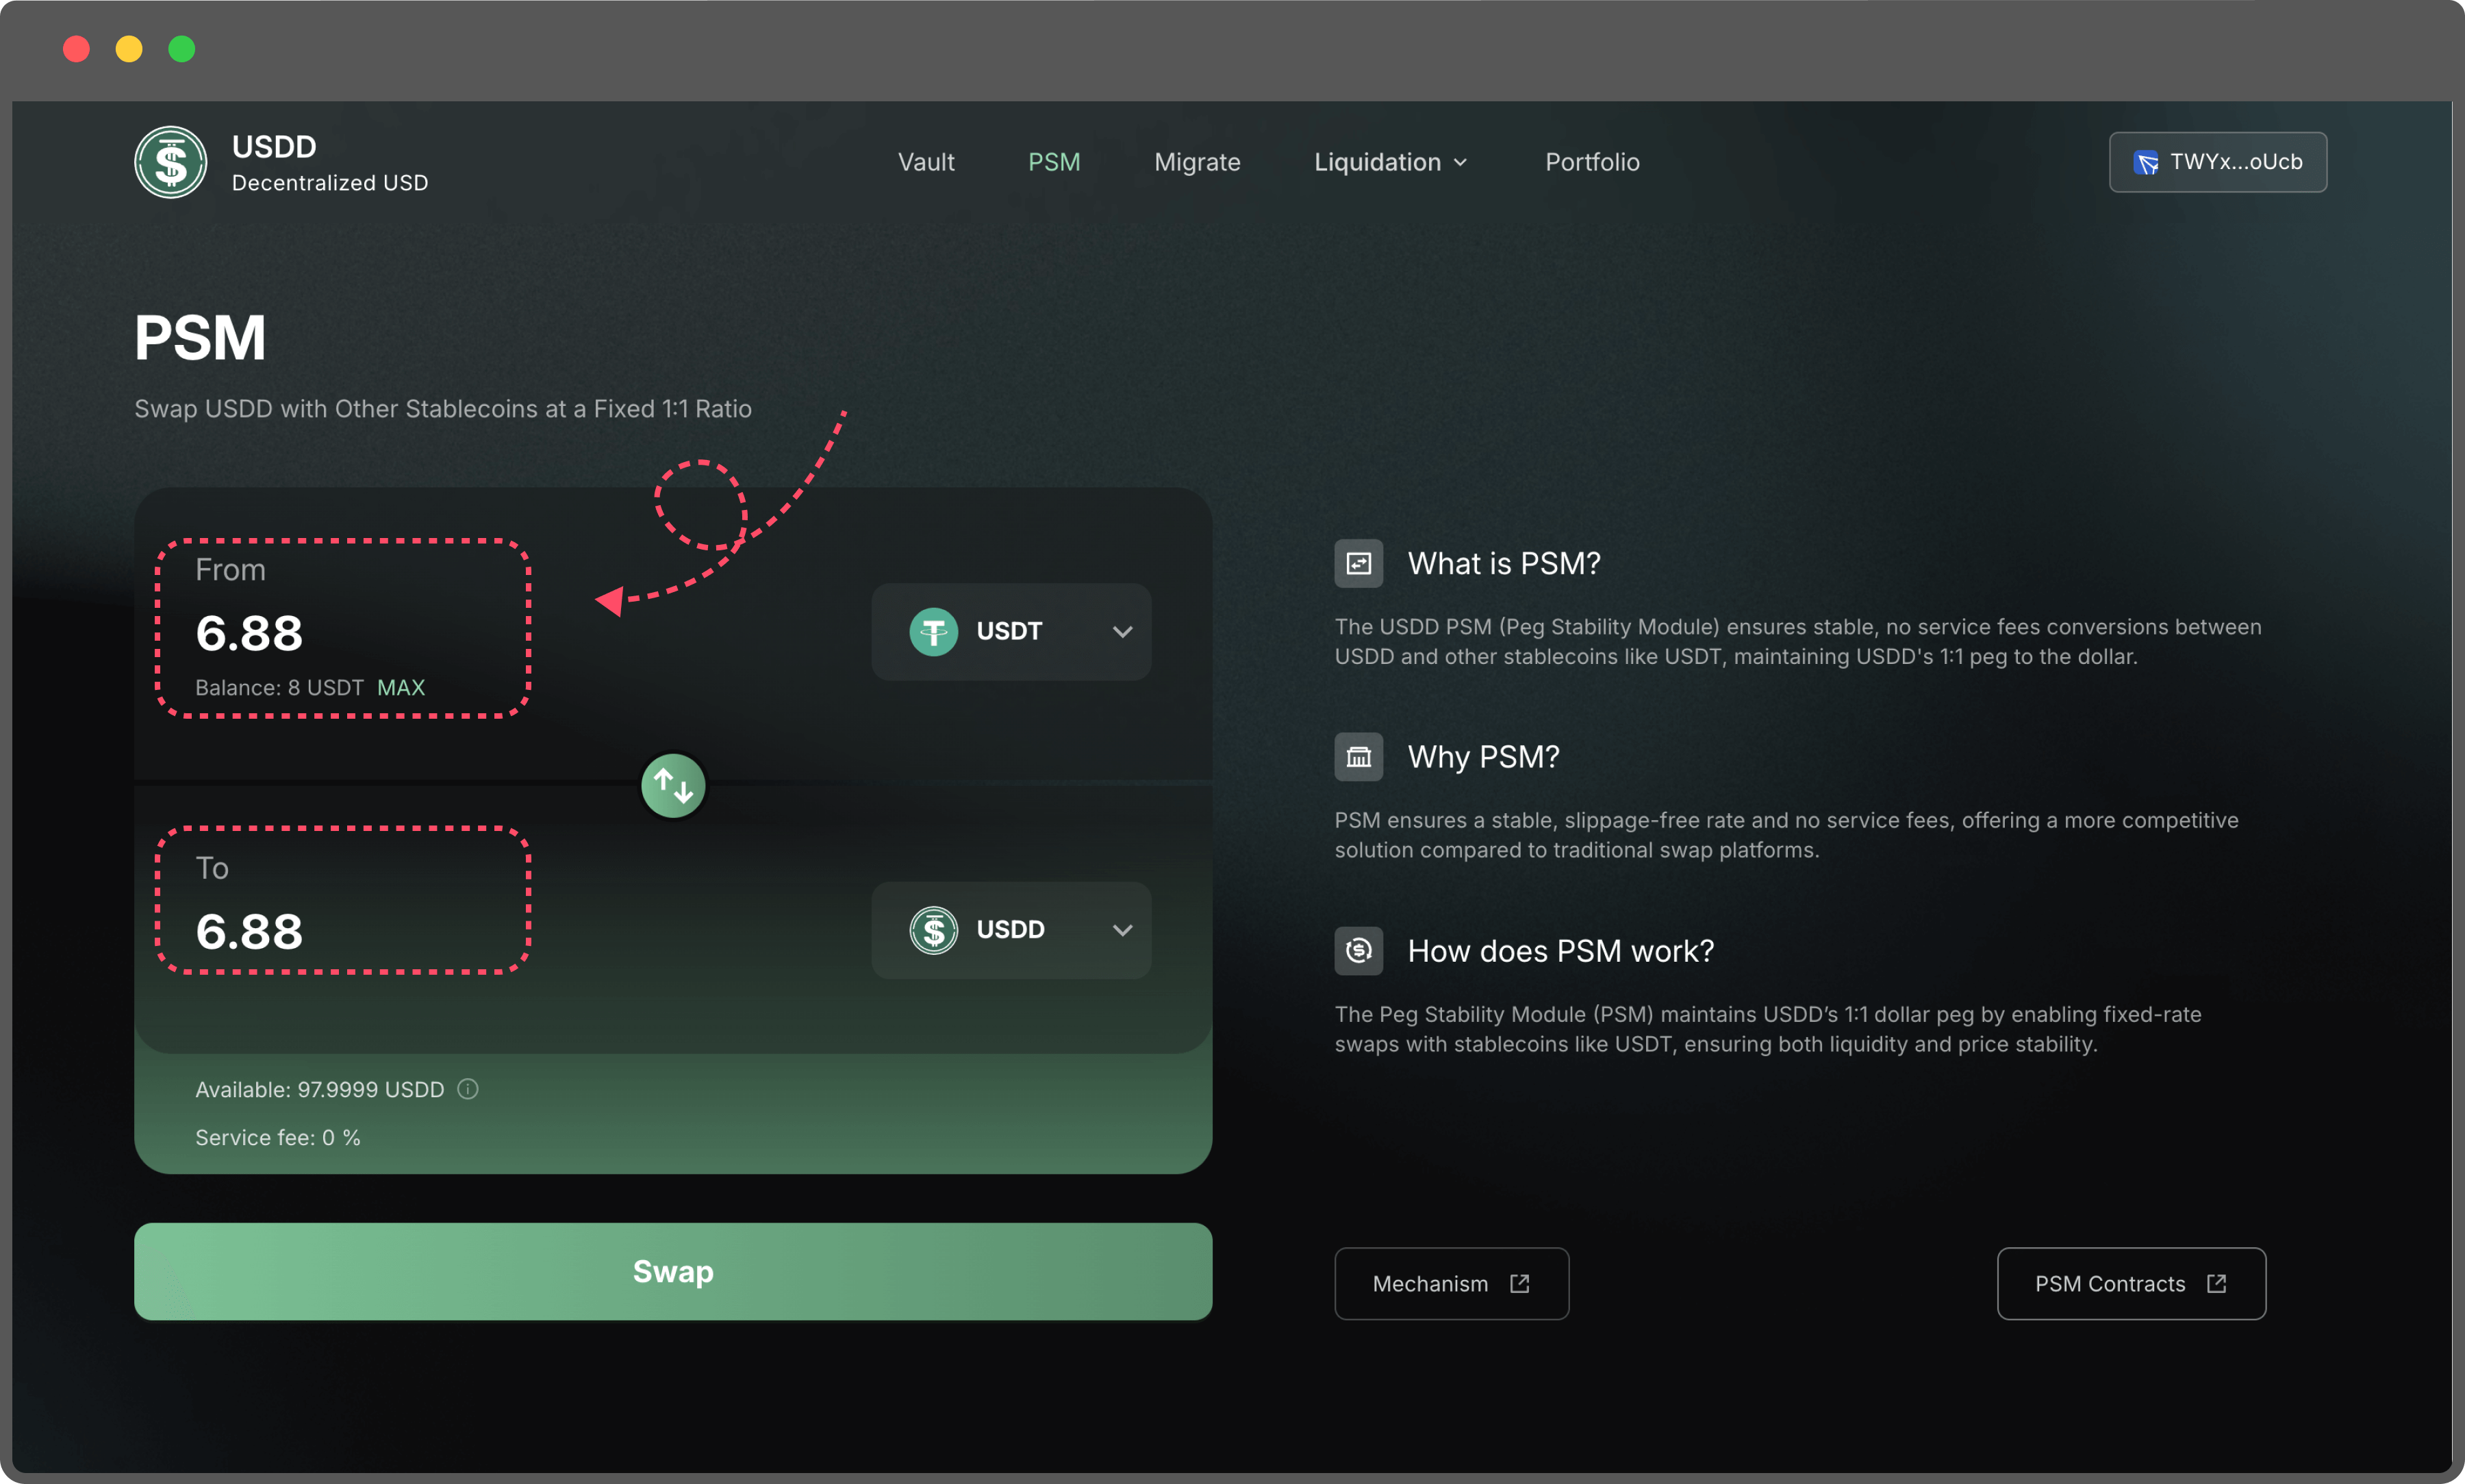 USDD
Decentralized USD
Vault
PSM
Migrate
Liquidation
Portfolio
TWYx...oUcb
PSM
Swap USDD with Other Stablecoins at a Fixed 1:1 Ratio
From
6.88
Balance: 8 USDT MAX
USDT
To
6.88
USDD
Available: 97.9999 USDD
Service fee: 0 %
Swap
What is PSM?
The USDD PSM (Peg Stability Module) ensures stable, no service fees conversions between
USDD and other stablecoins like USDT, maintaining USDD's 1:1 peg to the dollar.
Why PSM?
PSM ensures a stable, slippage-free rate and no service fees, offering a more competitive
solution compared to traditional swap platforms.
How does PSM work?
The Peg Stability Module (PSM) maintains USDD’s 1:1 dollar peg by enabling fixed-rate
swaps with stablecoins like USDT, ensuring both liquidity and price stability.
Mechanism
PSM Contracts